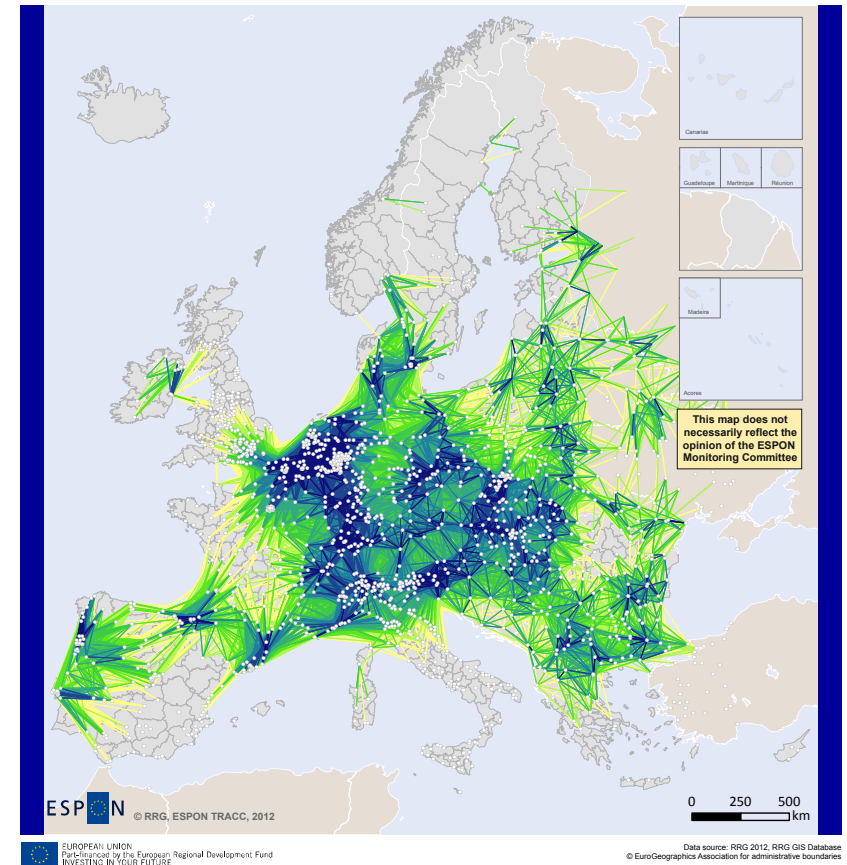 Canarias
Guadeloupe Martinique Réunion
Madeira
Acores
This map does not
necessarily reflect the
opinion of the ESPON
Monitoring Committee
ESPON © RRG, ESPON TRACC, 2012
0 250 500
km
EUROPEAN UNION
Part-financed by the European Regional Development Fund
INVESTING IN YOUR FUTURE
Data source: RRG 2012, RRG GIS Database
© EuroGeographics Association for administrative boundaries